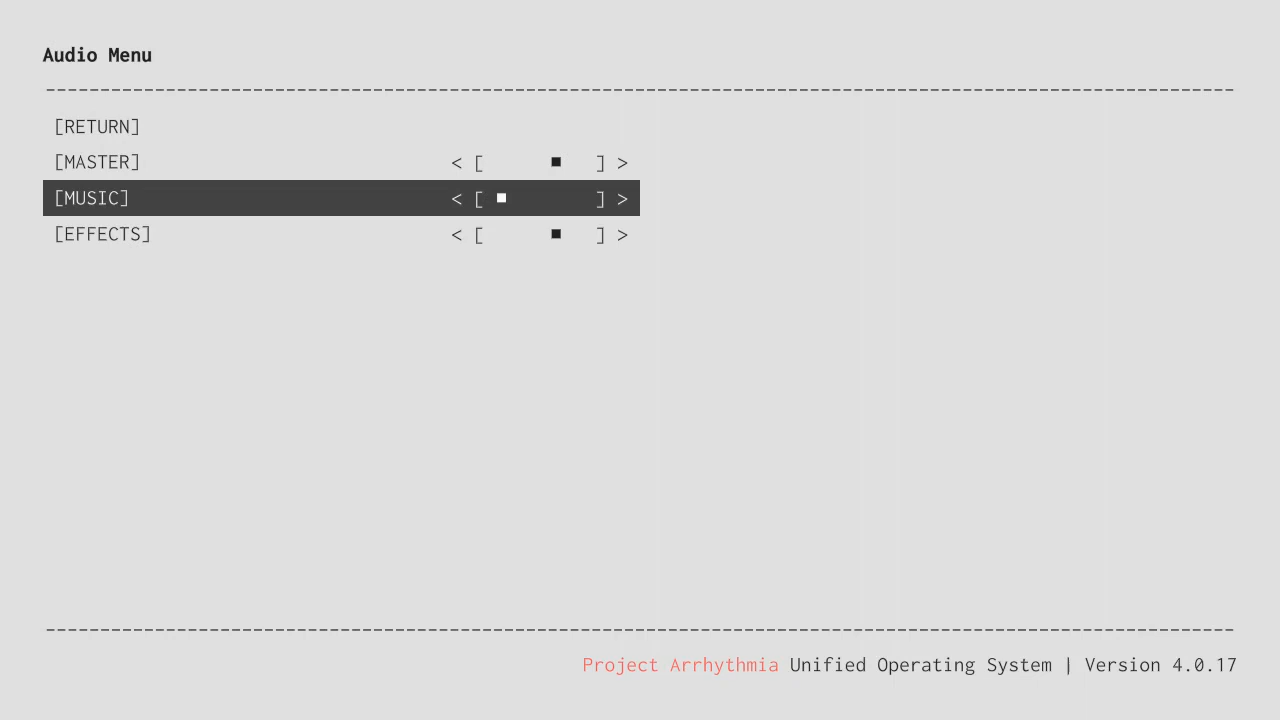 Audio Menu
[RETURN]
[MASTER] < [ ■ ] >
[MUSIC] < [ ■ ] >
[EFFECTS] < [ ■ ] >
Project Arrhythmia Unified Operating System | Version 4.0.17